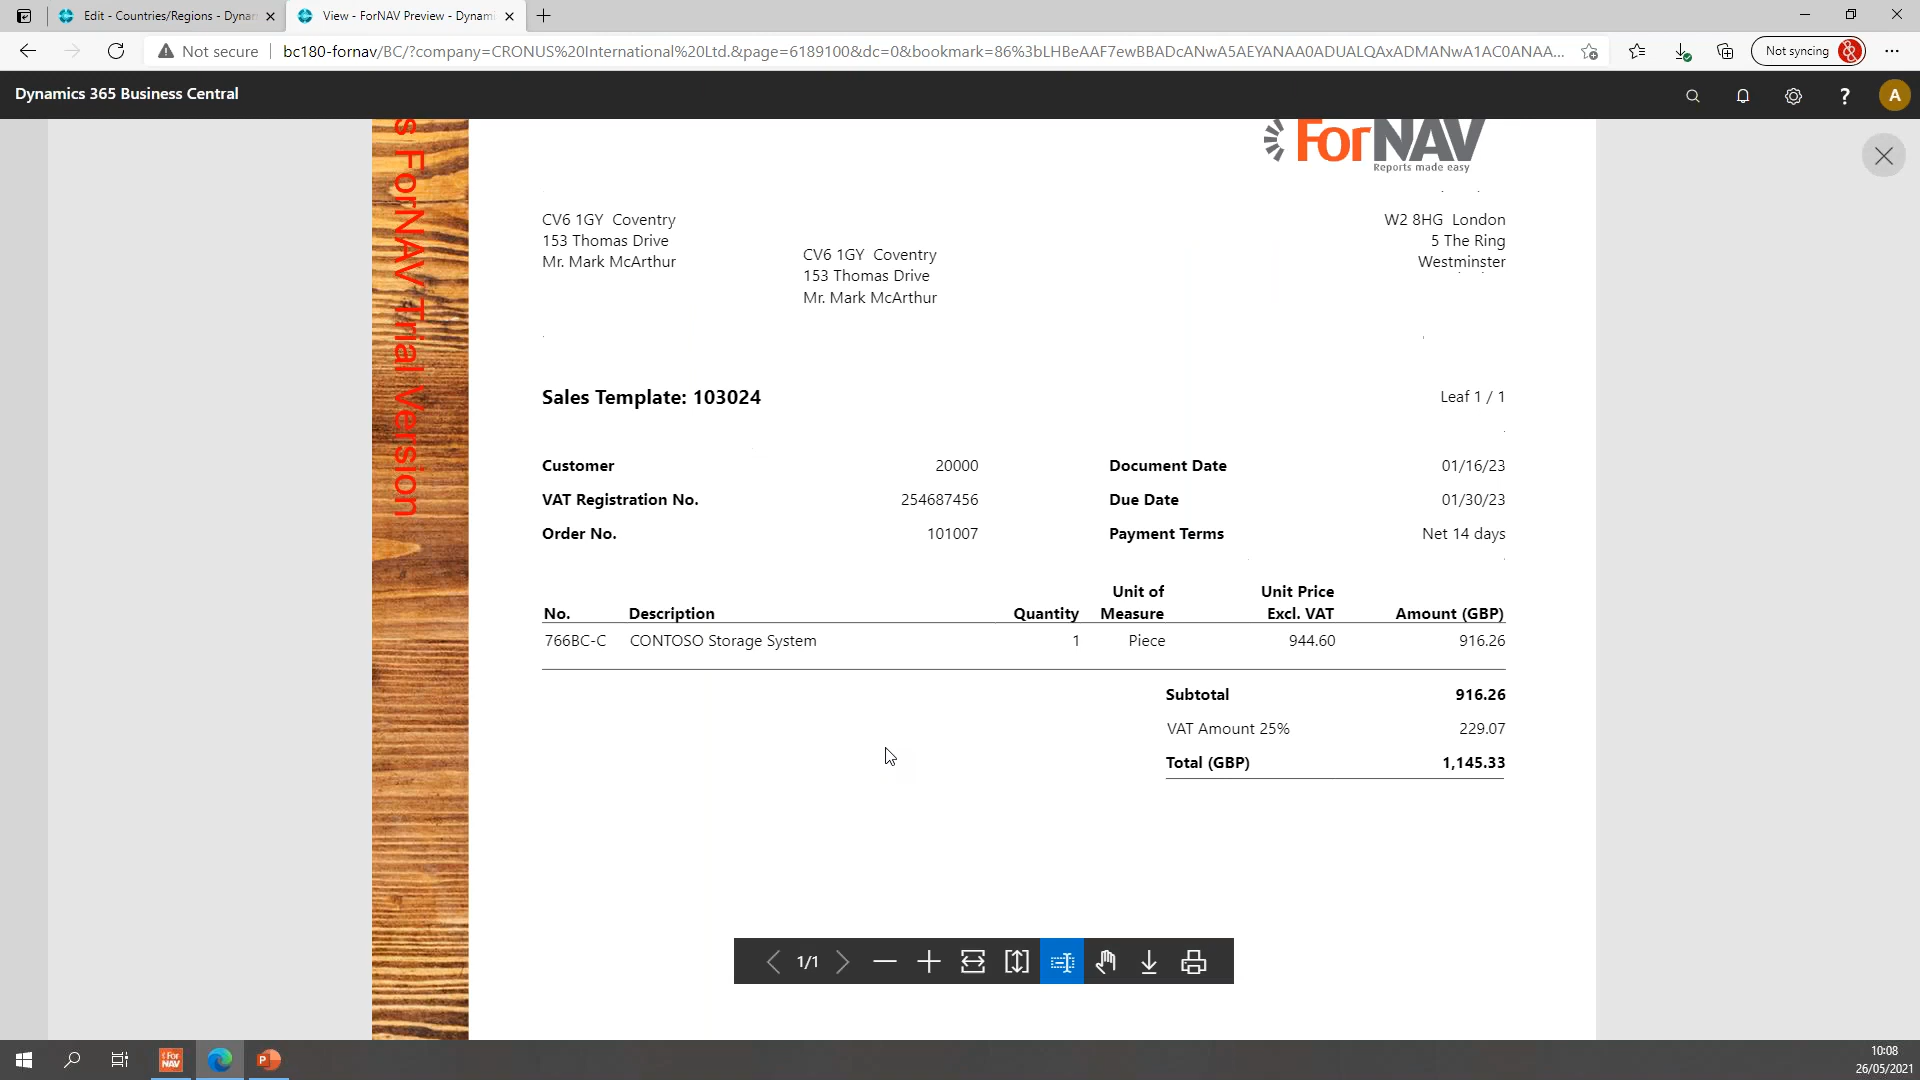 Edit - Countries/Regions - Dynam
View - ForNAV Preview - Dynami
Not secure
bc180-fornav/BC/?company=CRONUS%20International%20Ltd.&page=6189100&dc=0&bookmark=86%3bLHBeAAF7ewBBADcANwA5AEYANAA0ADUALQAxADMANwA1AC0ANAA...
Not syncing
Dynamics 365 Business Central
A
s ForNAV Trial Version
ForNAV
Reports made easy
CV6 1GY Coventry
153 Thomas Drive
Mr. Mark McArthur
CV6 1GY Coventry
153 Thomas Drive
Mr. Mark McArthur
W2 8HG London
5 The Ring
Westminster
Sales Template: 103024
Leaf 1 / 1
Customer 20000 Document Date 01/16/23
VAT Registration No. 254687456 Due Date 01/30/23
Order No. 101007 Payment Terms Net 14 days
Unit of Unit Price
No. Description Quantity Measure Excl. VAT Amount (GBP)
766BC-C CONTOSO Storage System 1 Piece 944.60 916.26
Subtotal 916.26
VAT Amount 25% 229.07
Total (GBP) 1,145.33
1/1
For
NAV
P
10:08
26/05/2021